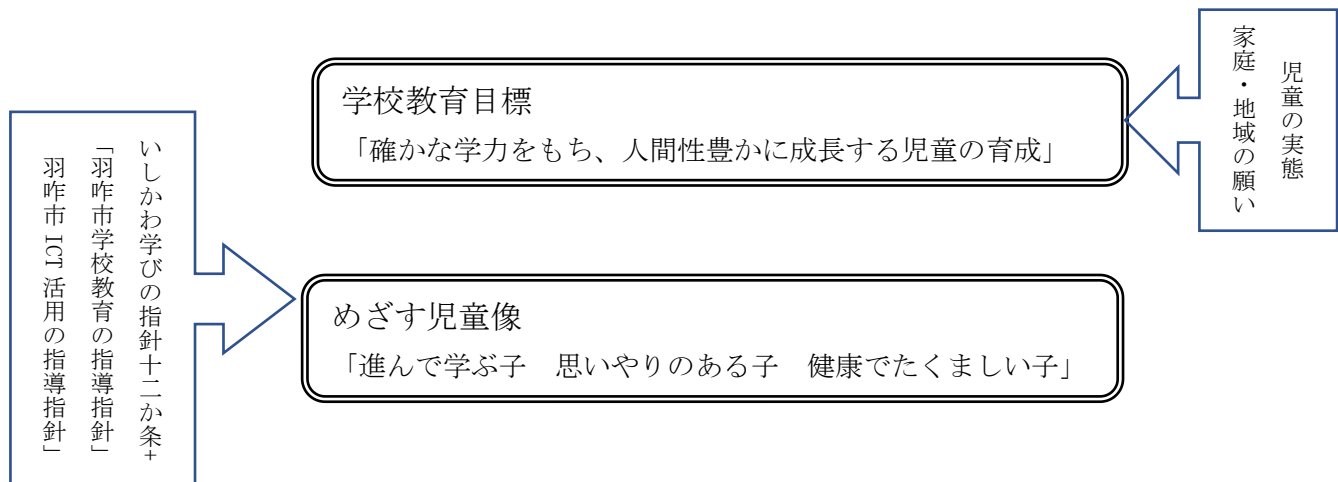 学校教育目標
「確かな学力をもち、人間性豊かに成長する児童の育成」
児童の実態
家庭・地域の願い
いしかわ学びの指針十二か条+
「羽咋市学校教育の指導指針」
羽咋市 ICT 活用の指導指針」
めざす児童像
「進んで学ぶ子　思いやりのある子　健康でたくましい子」